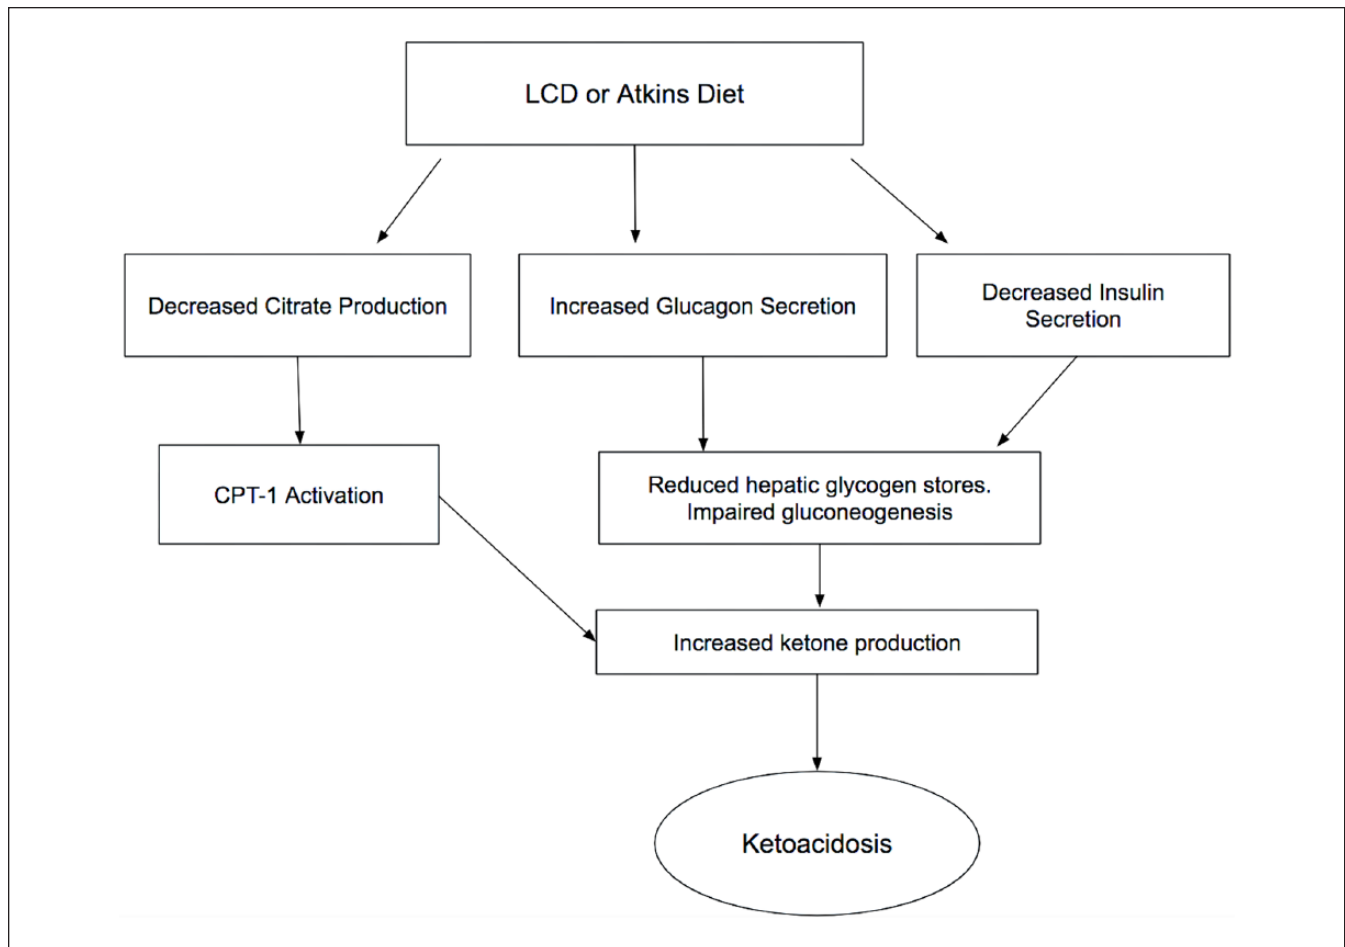 LCD or Atkins Diet
Decreased Citrate Production
Increased Glucagon Secretion
Decreased Insulin
Secretion
CPT-1 Activation
Reduced hepatic glycogen stores.
Impaired gluconeogenesis
Increased ketone production
Ketoacidosis